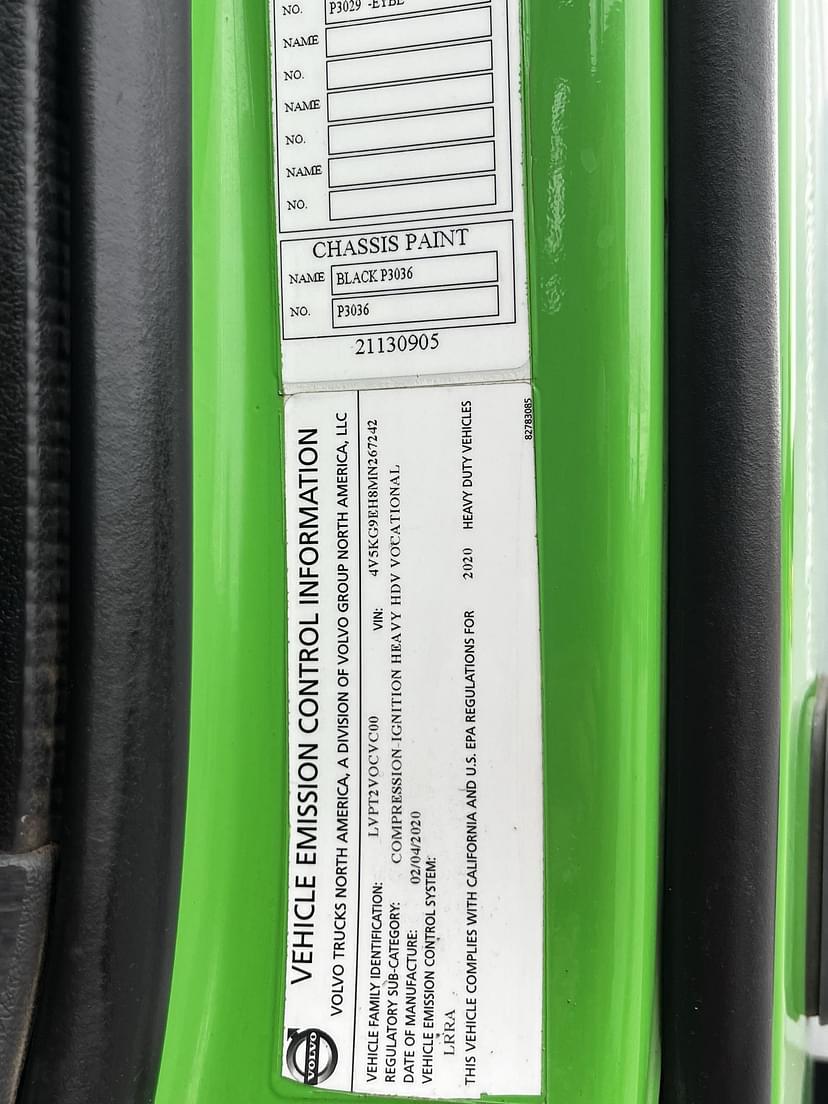 NO. P3029 -EYBL
NAME
NO.
NAME
NO.
NAME
NO.
CHASSIS PAINT
NAME BLACK P3036
NO. P3036
21130905
VEHICLE EMISSION CONTROL INFORMATION
VOLVO TRUCKS NORTH AMERICA, A DIVISION OF VOLVO GROUP NORTH AMERICA, LLC
VEHICLE FAMILY IDENTIFICATION: LVPT2VOCVC00 VIN: 4V5KG9EH8MN267242
REGULATORY SUB-CATEGORY: COMPRESSION-IGNITION HEAVY HDV VOCATIONAL
DATE OF MANUFACTURE: 02/04/2020
VEHICLE EMISSION CONTROL SYSTEM:
LRRA
THIS VEHICLE COMPLIES WITH CALIFORNIA AND U.S. EPA REGULATIONS FOR 2020 HEAVY DUTY VEHICLES
82783085
VOLVO